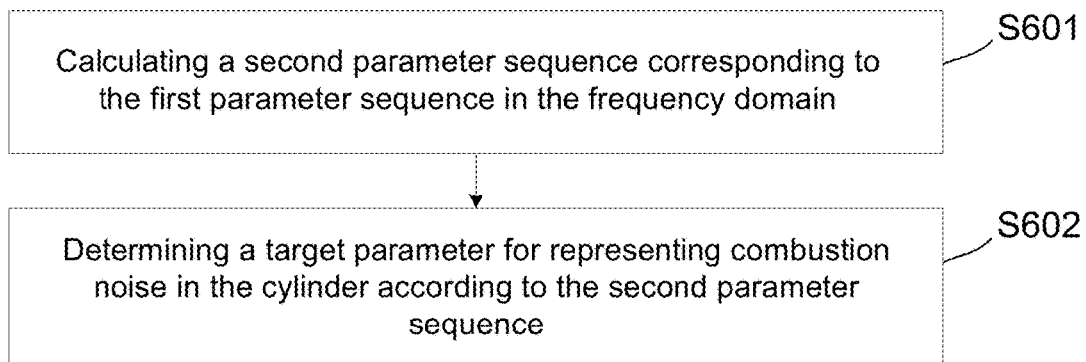 S601
Calculating a second parameter sequence corresponding to
the first parameter sequence in the frequency domain
S602
Determining a target parameter for representing combustion
noise in the cylinder according to the second parameter
sequence